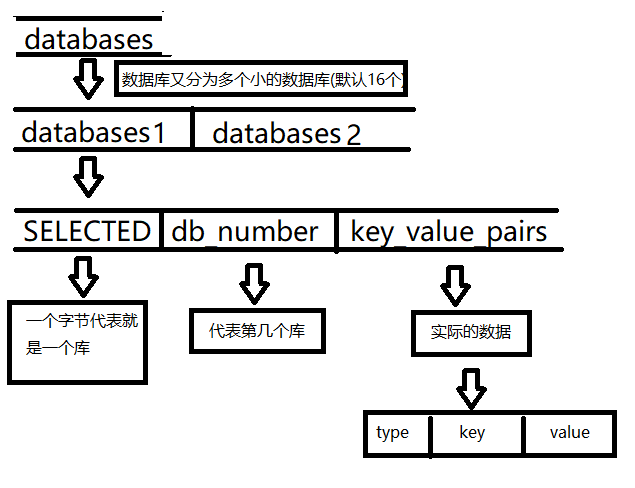 databases
数据库又分为多个小的数据库(默认16个)
databases1 databases2
SELECTED db_number key_value_pairs
一个字节代表就
是一个库
代表第几个库
实际的数据
type key value